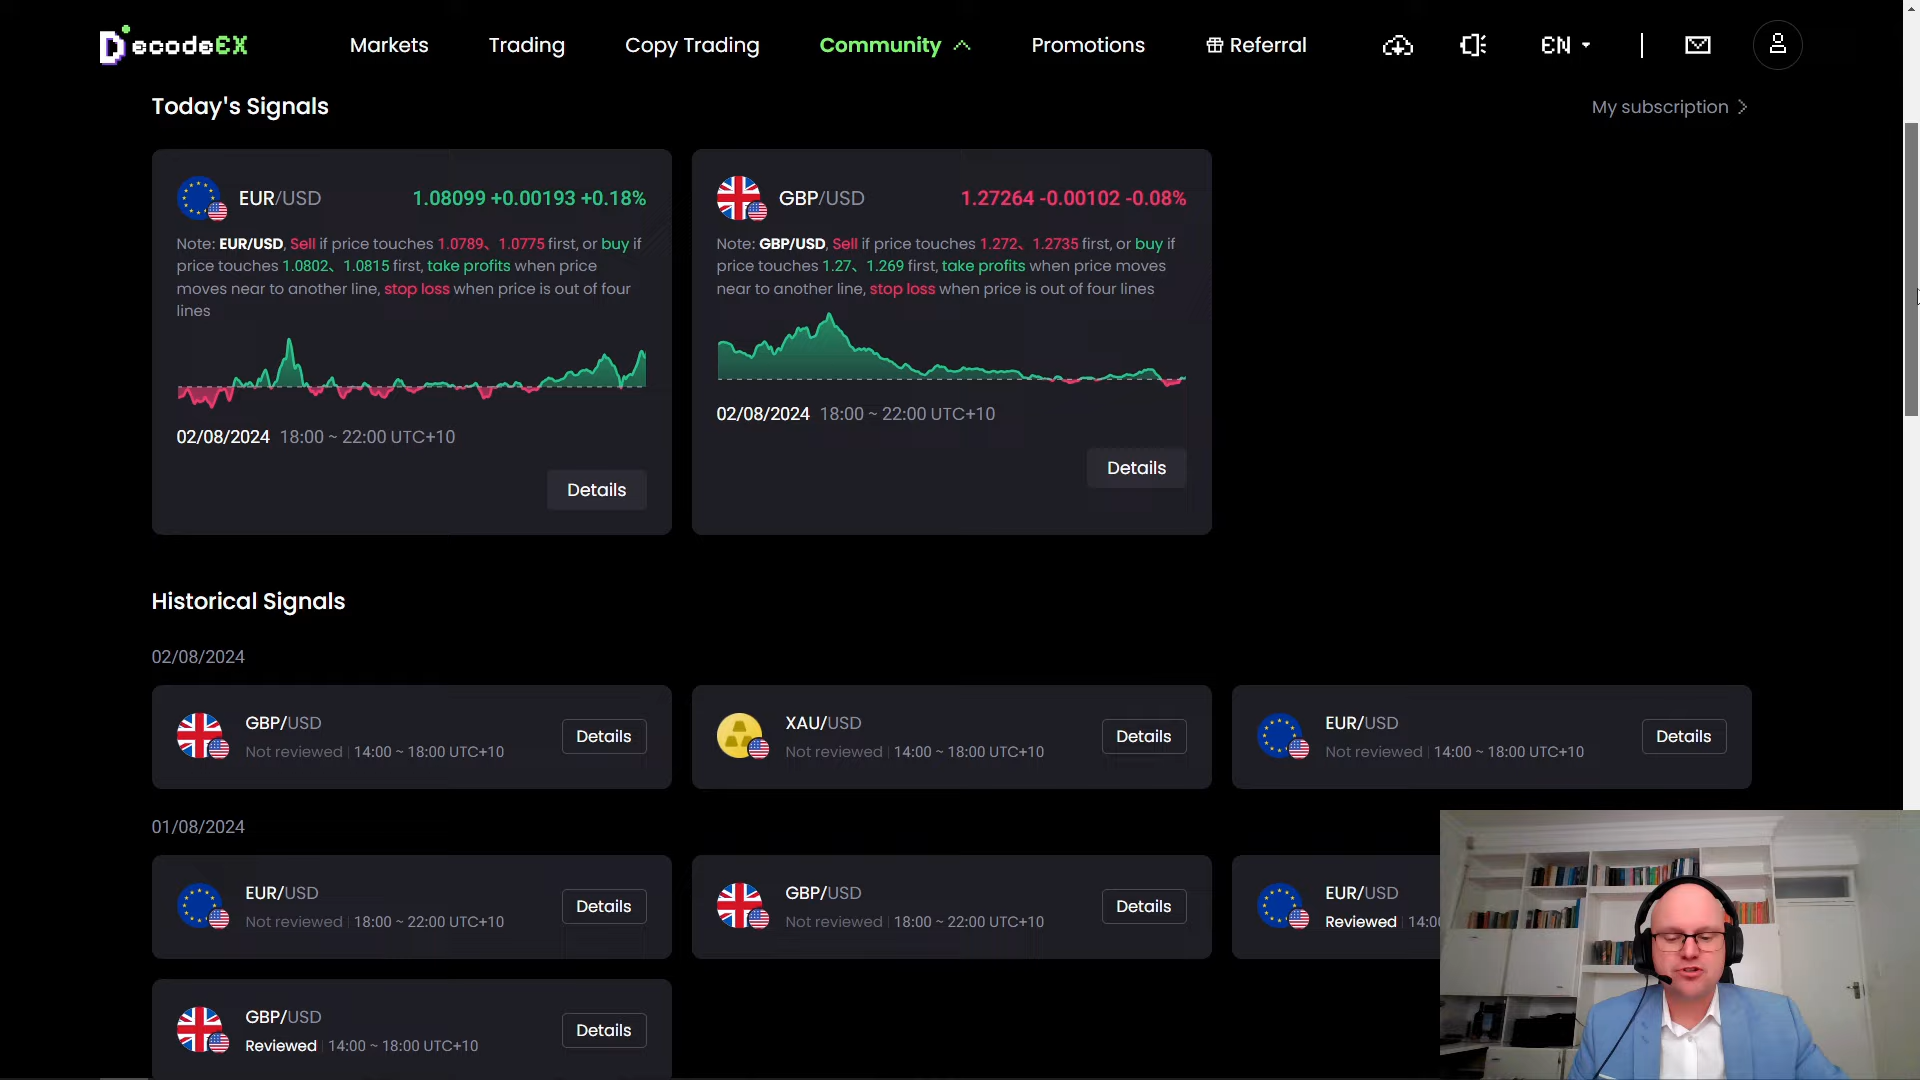 DecodeEX
Markets
Trading
Copy Trading
Community
Promotions
Referral
EN
Today's Signals
My subscription
EUR/USD
1.08099 +0.00193 +0.18%
Note: EUR/USD, Sell if price touches 1.0789、1.0775 first, or buy if
price touches 1.0802、1.0815 first, take profits when price
moves near to another line, stop loss when price is out of four
lines
02/08/2024 18:00 ~ 22:00 UTC+10
Details
GBP/USD
1.27264 -0.00102 -0.08%
Note: GBP/USD, Sell if price touches 1.272、1.2735 first, or buy if
price touches 1.27、1.269 first, take profits when price moves
near to another line, stop loss when price is out of four lines
02/08/2024 18:00 ~ 22:00 UTC+10
Details
Historical Signals
02/08/2024
GBP/USD
Not reviewed | 14:00 ~ 18:00 UTC+10
Details
XAU/USD
Not reviewed | 14:00 ~ 18:00 UTC+10
Details
EUR/USD
Not reviewed | 14:00 ~ 18:00 UTC+10
Details
01/08/2024
EUR/USD
Not reviewed | 18:00 ~ 22:00 UTC+10
Details
GBP/USD
Not reviewed | 18:00 ~ 22:00 UTC+10
Details
EUR/USD
Reviewed | 14:0
GBP/USD
Reviewed | 14:00 ~ 18:00 UTC+10
Details